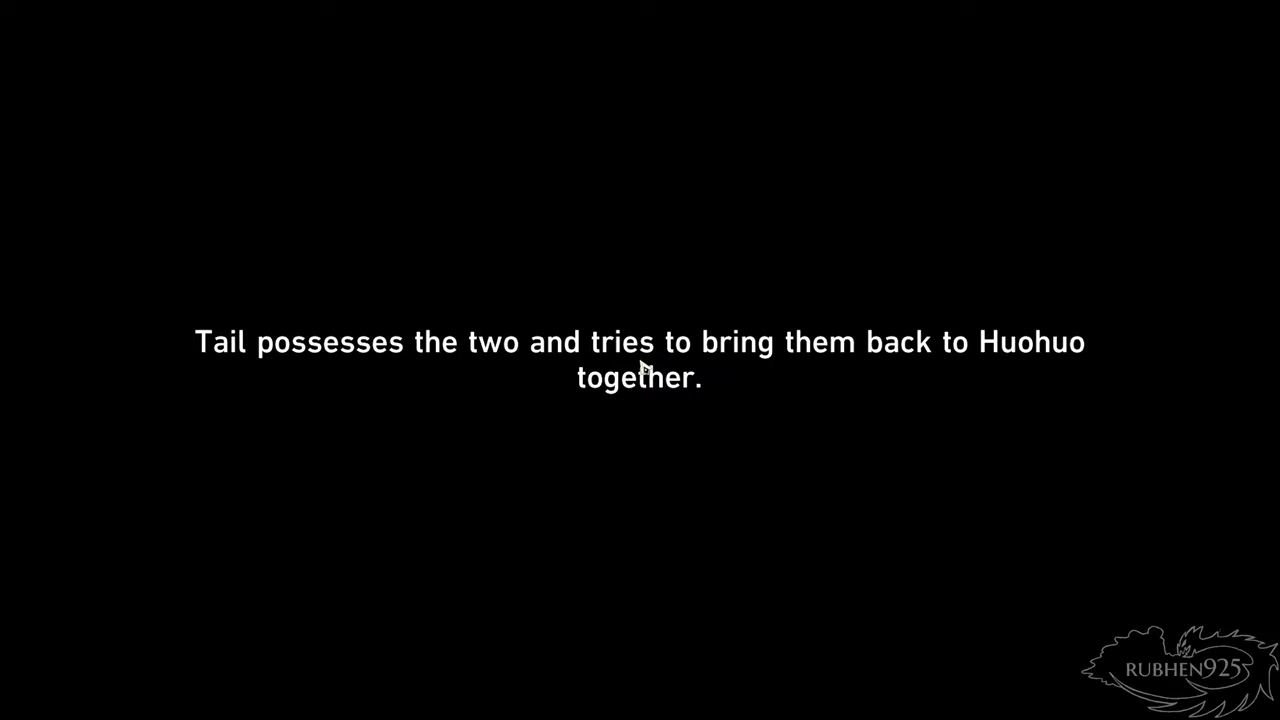 Tail possesses the two and tries to bring them back to Huohuo
together.
RUBHEN925